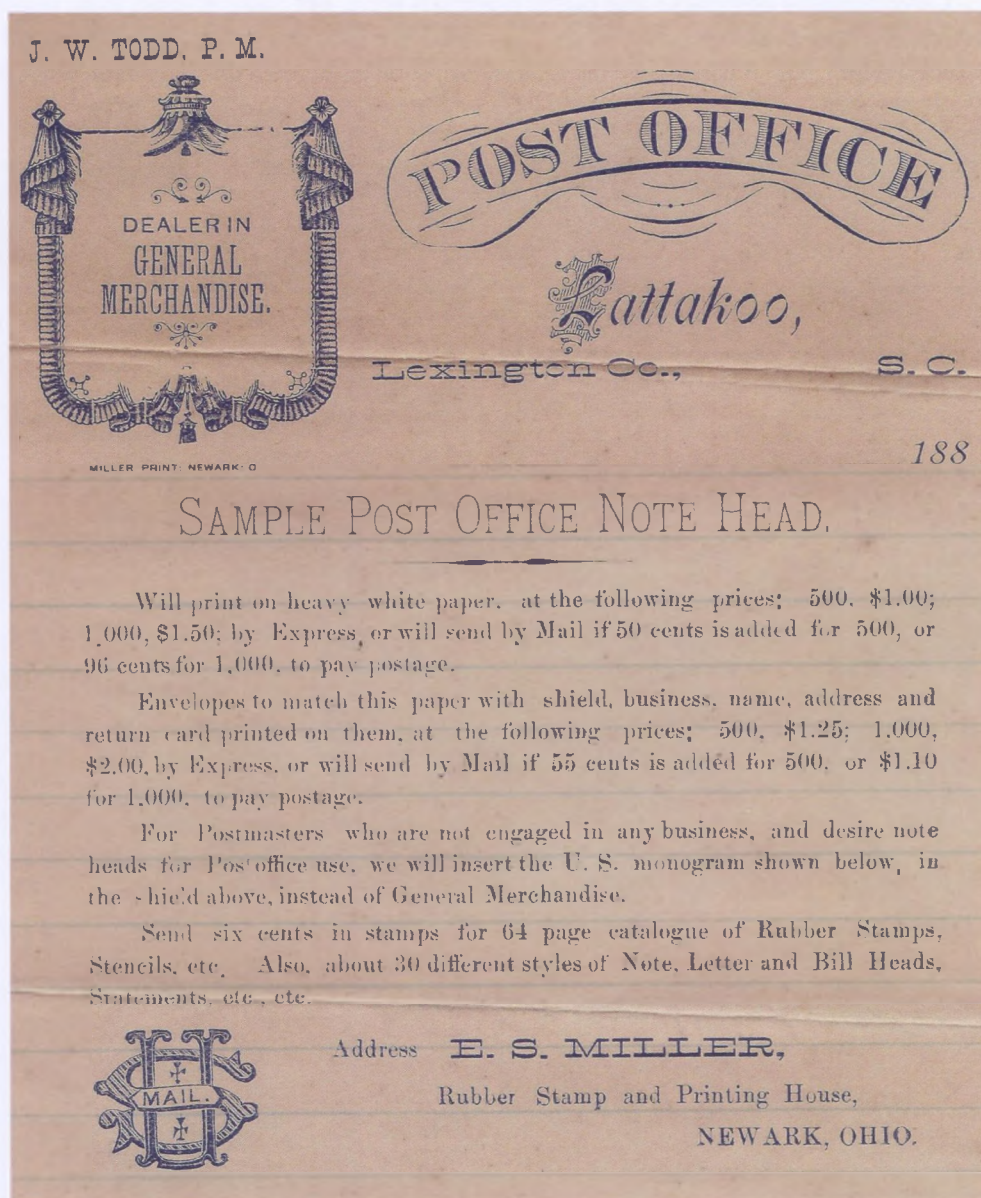 J. W. TODD, P. M.
DEALER IN
GENERAL
MERCHANDISE.
MILLER PRINT· NEWARK· O
POST OFFICE
Lattakoo,
Lexington Co., S. C.
188
SAMPLE POST OFFICE NOTE HEAD.
Will print on heavy white paper, at the following prices; 500, $1.00;
1,000, $1.50; by Express, or will send by Mail if 50 cents is added for 500, or
96 cents for 1,000, to pay postage.
Envelopes to match this paper with shield, business, name, address and
return card printed on them, at the following prices; 500, $1.25; 1,000,
$2.00, by Express, or will send by Mail if 55 cents is added for 500, or $1.10
for 1,000, to pay postage.
For Postmasters who are not engaged in any business, and desire note
heads for Post office use, we will insert the U. S. monogram shown below, in
the shield above, instead of General Merchandise.
Send six cents in stamps for 64 page catalogue of Rubber Stamps,
Stencils, etc. Also, about 30 different styles of Note, Letter and Bill Heads,
Statements, etc., etc.
US
MAIL.
Address E. S. MILLER,
Rubber Stamp and Printing House,
NEWARK, OHIO.